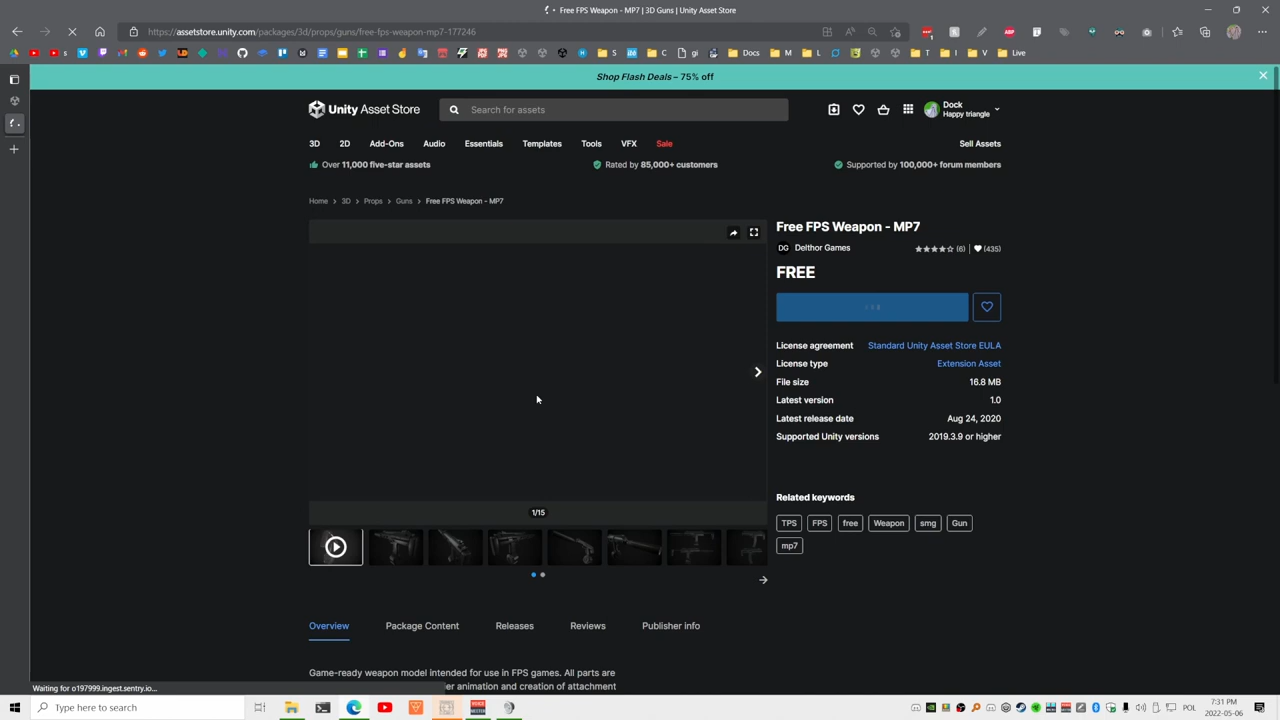 Free FPS Weapon - MP7 | 3D Guns | Unity Asset Store
https://assetstore.unity.com/packages/3d/props/guns/free-fps-weapon-mp7-177246
s
S
C
gi
Docs
M
L
T
I
V
Live
Shop Flash Deals – 75% off
Unity Asset Store
Search for assets
Dock
Happy triangle
3D 2D Add-Ons Audio Essentials Templates Tools VFX Sale Sell Assets
Over 11,000 five-star assets Rated by 85,000+ customers Supported by 100,000+ forum members
Home > 3D > Props > Guns > Free FPS Weapon - MP7
Free FPS Weapon - MP7
DG Delthor Games (6) | (435)
FREE
License agreement Standard Unity Asset Store EULA
License type Extension Asset
File size 16.8 MB
Latest version 1.0
Latest release date Aug 24, 2020
Supported Unity versions 2019.3.9 or higher
Related keywords
TPS FPS free Weapon smg Gun
mp7
1/15
Overview Package Content Releases Reviews Publisher info
Game-ready weapon model intended for use in FPS games. All parts are
er animation and creation of attachment
Waiting for o197999.ingest.sentry.io...
Type here to search
POL
7:31 PM
2022-05-06